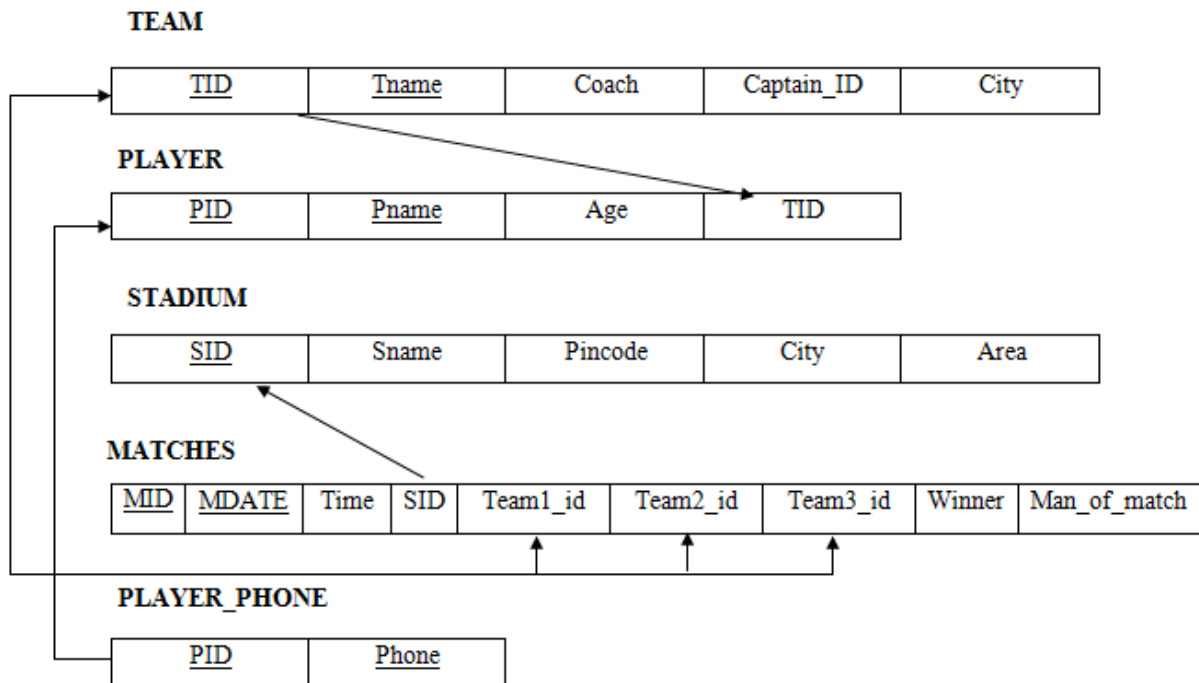 TEAM
TID Tname Coach Captain_ID City
PLAYER
PID Pname Age TID
STADIUM
SID Sname Pincode City Area
MATCHES
MID MDATE Time SID Team1_id Team2_id Team3_id Winner Man_of_match
PLAYER_PHONE
PID Phone